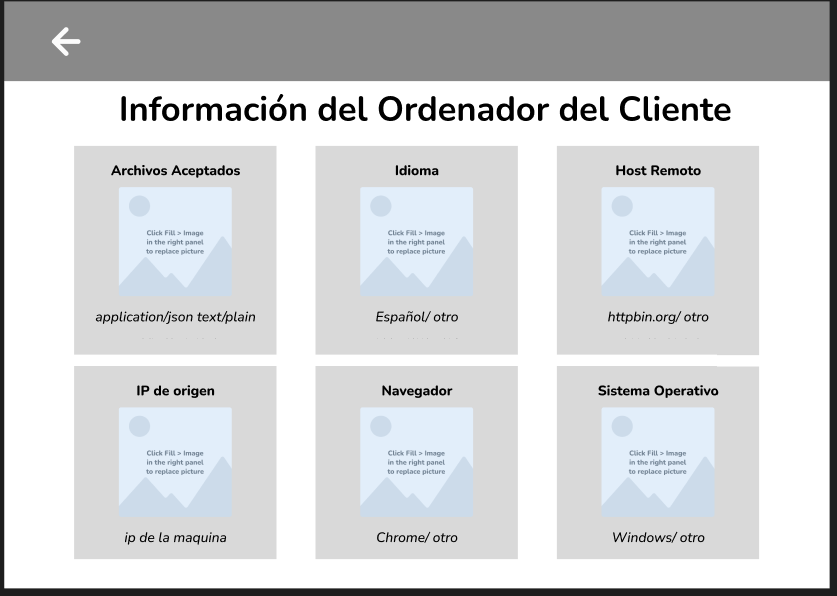 Información del Ordenador del Cliente
Archivos Aceptados
Click Fill > Image
in the right panel
to replace picture
application/json text/plain
Idioma
Click Fill > Image
in the right panel
to replace picture
Español/ otro
Host Remoto
Click Fill > Image
in the right panel
to replace picture
httpbin.org/ otro
IP de origen
Click Fill > Image
in the right panel
to replace picture
ip de la maquina
Navegador
Click Fill > Image
in the right panel
to replace picture
Chrome/ otro
Sistema Operativo
Click Fill > Image
in the right panel
to replace picture
Windows/ otro